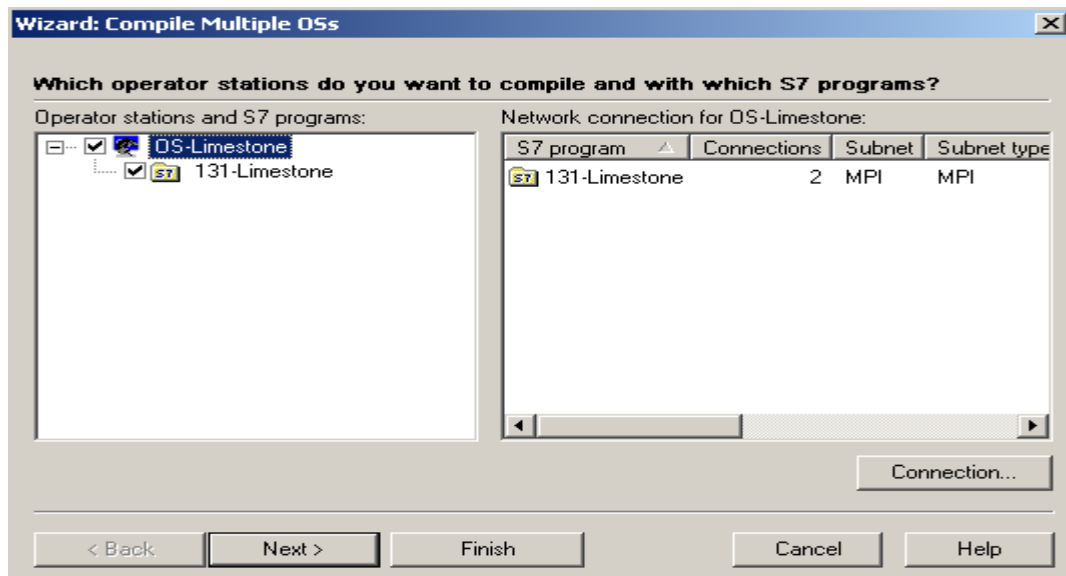 Wizard: Compile Multiple OSs
Which operator stations do you want to compile and with which S7 programs?
Operator stations and S7 programs:
OS-Limestone
S7 131-Limestone
Network connection for OS-Limestone:
S7 program Connections Subnet Subnet type
S7 131-Limestone 2 MPI MPI
Connection...
< Back Next > Finish Cancel Help